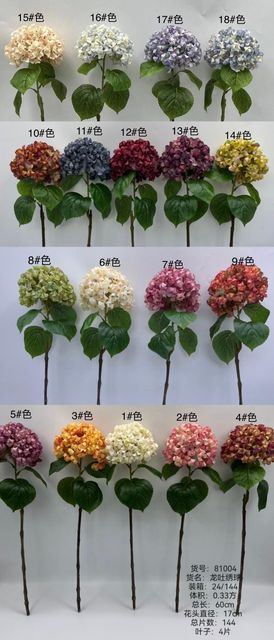 15#色 16#色 17#色 18#色
10#色 11#色 12#色 13#色 14#色
8#色 6#色 7#色 9#色
5#色 3#色 1#色 2#色 4#色
货号: 81004
货名: 龙吐绣球
装箱: 24/144
体积: 0.33方
总长: 60cm
花头直径: 17cm
总片数: 144
叶子: 4片